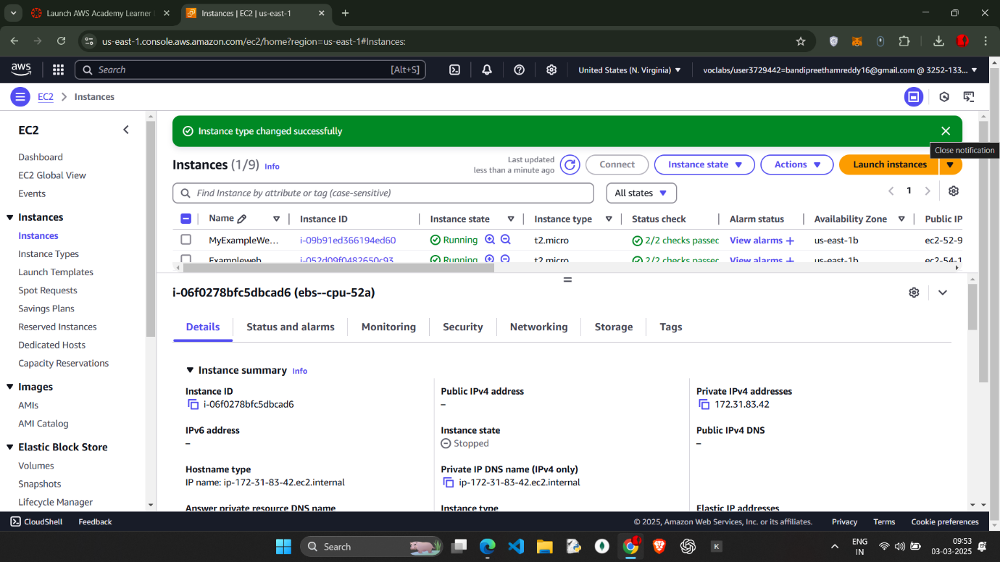 Launch AWS Academy Learner
Instances | EC2 | us-east-1
us-east-1.console.aws.amazon.com/ec2/home?region=us-east-1#Instances:
aws
Search
[Alt+S]
United States (N. Virginia)
voclabs/user3729442=bandipreethamreddy16@gmail.com @ 3252-133...
EC2
Instances
EC2
Dashboard
EC2 Global View
Events
Instances
Instances
Instance Types
Launch Templates
Spot Requests
Savings Plans
Reserved Instances
Dedicated Hosts
Capacity Reservations
Images
AMIs
AMI Catalog
Elastic Block Store
Volumes
Snapshots
Lifecycle Manager
Instance type changed successfully
Close notification
Instances (1/9) Info
Last updated
less than a minute ago
Connect
Instance state
Actions
Launch instances
Find Instance by attribute or tag (case-sensitive)
All states
1
Name Instance ID Instance state Instance type Status check Alarm status Availability Zone Public IP
MyExampleWe... i-09b91ed366194ed60 Running t2.micro 2/2 checks passec View alarms + us-east-1b ec2-52-9
Exampleweb i-052d09f0482650c93 Running t2.micro 2/2 checks passec View alarms + us-east-1b ec2-54-1
i-06f0278bfc5dbcad6 (ebs--cpu-52a)
Details
Status and alarms
Monitoring
Security
Networking
Storage
Tags
Instance summary Info
Instance ID
i-06f0278bfc5dbcad6
Public IPv4 address
–
Private IPv4 addresses
172.31.83.42
IPv6 address
–
Instance state
Stopped
Public IPv4 DNS
–
Hostname type
IP name: ip-172-31-83-42.ec2.internal
Private IP DNS name (IPv4 only)
ip-172-31-83-42.ec2.internal
Answer private resource DNS name
Instance type
Elastic IP addresses
CloudShell
Feedback
© 2025, Amazon Web Services, Inc. or its affiliates.
Privacy
Terms
Cookie preferences
Search
K
ENG
IN
09:53
03-03-2025